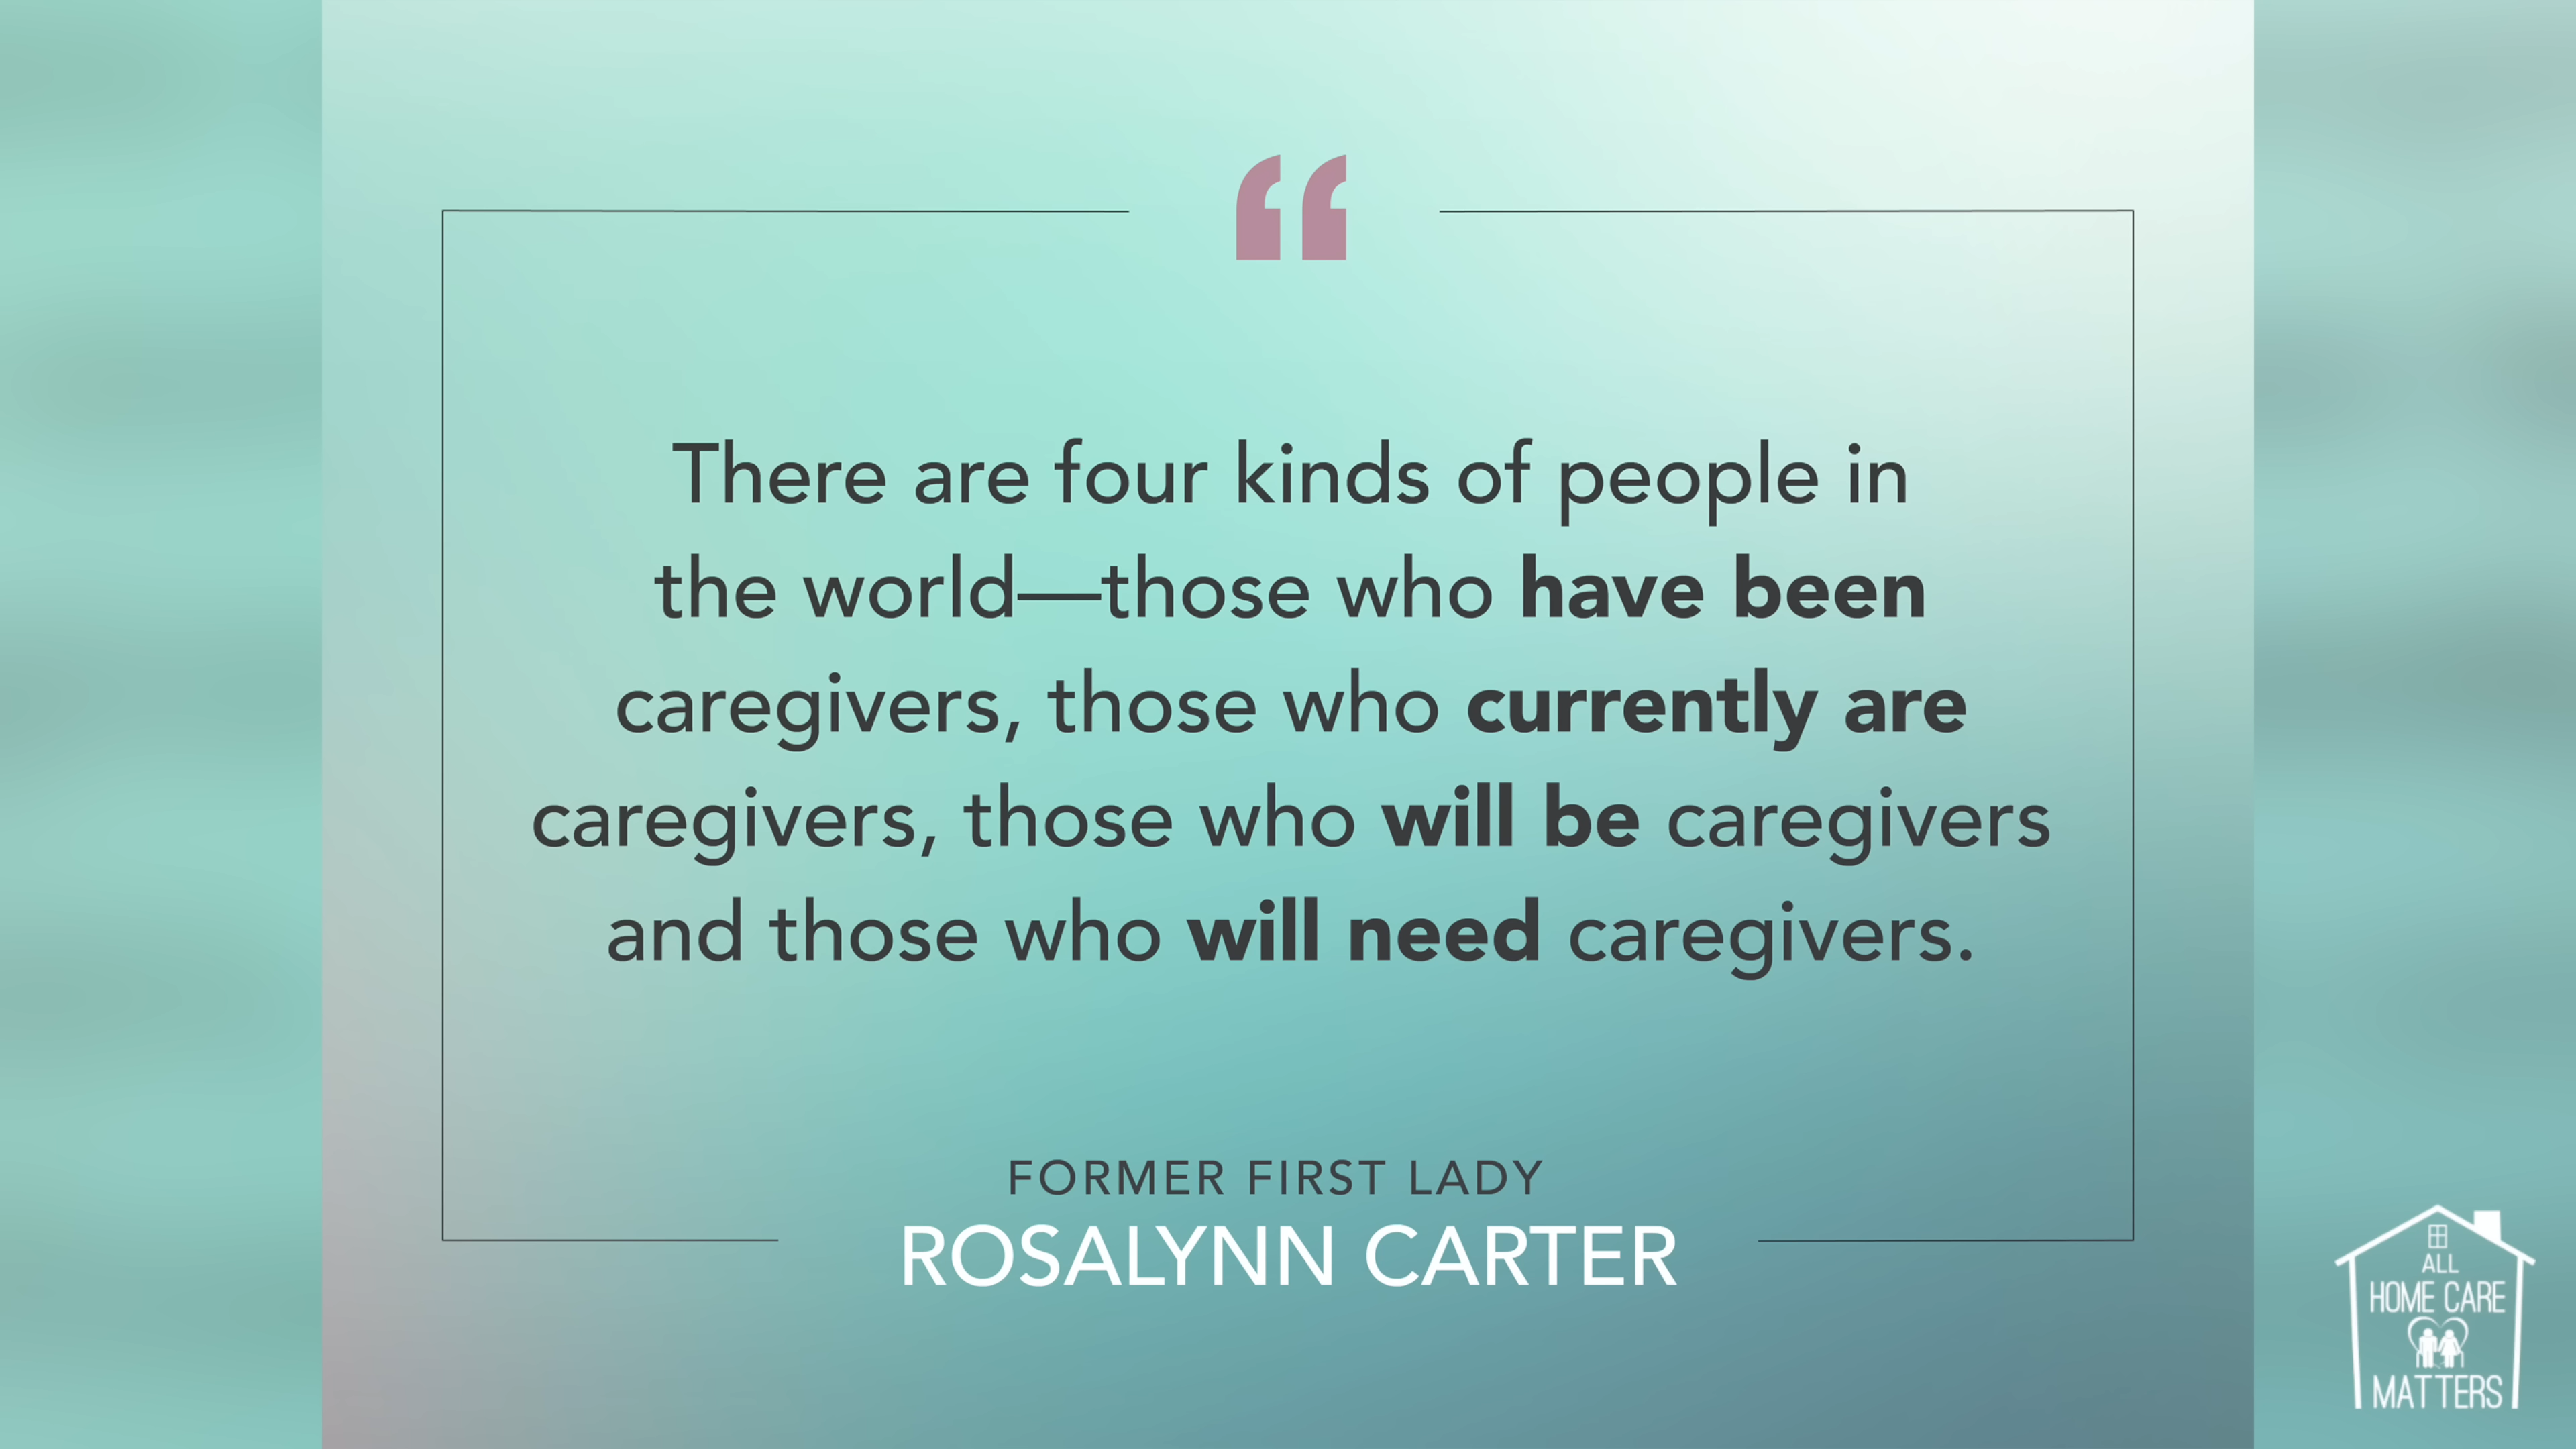 “
There are four kinds of people in
the world—those who have been
caregivers, those who currently are
caregivers, those who will be caregivers
and those who will need caregivers.
FORMER FIRST LADY
ROSALYNN CARTER
ALL
HOME CARE
MATTERS